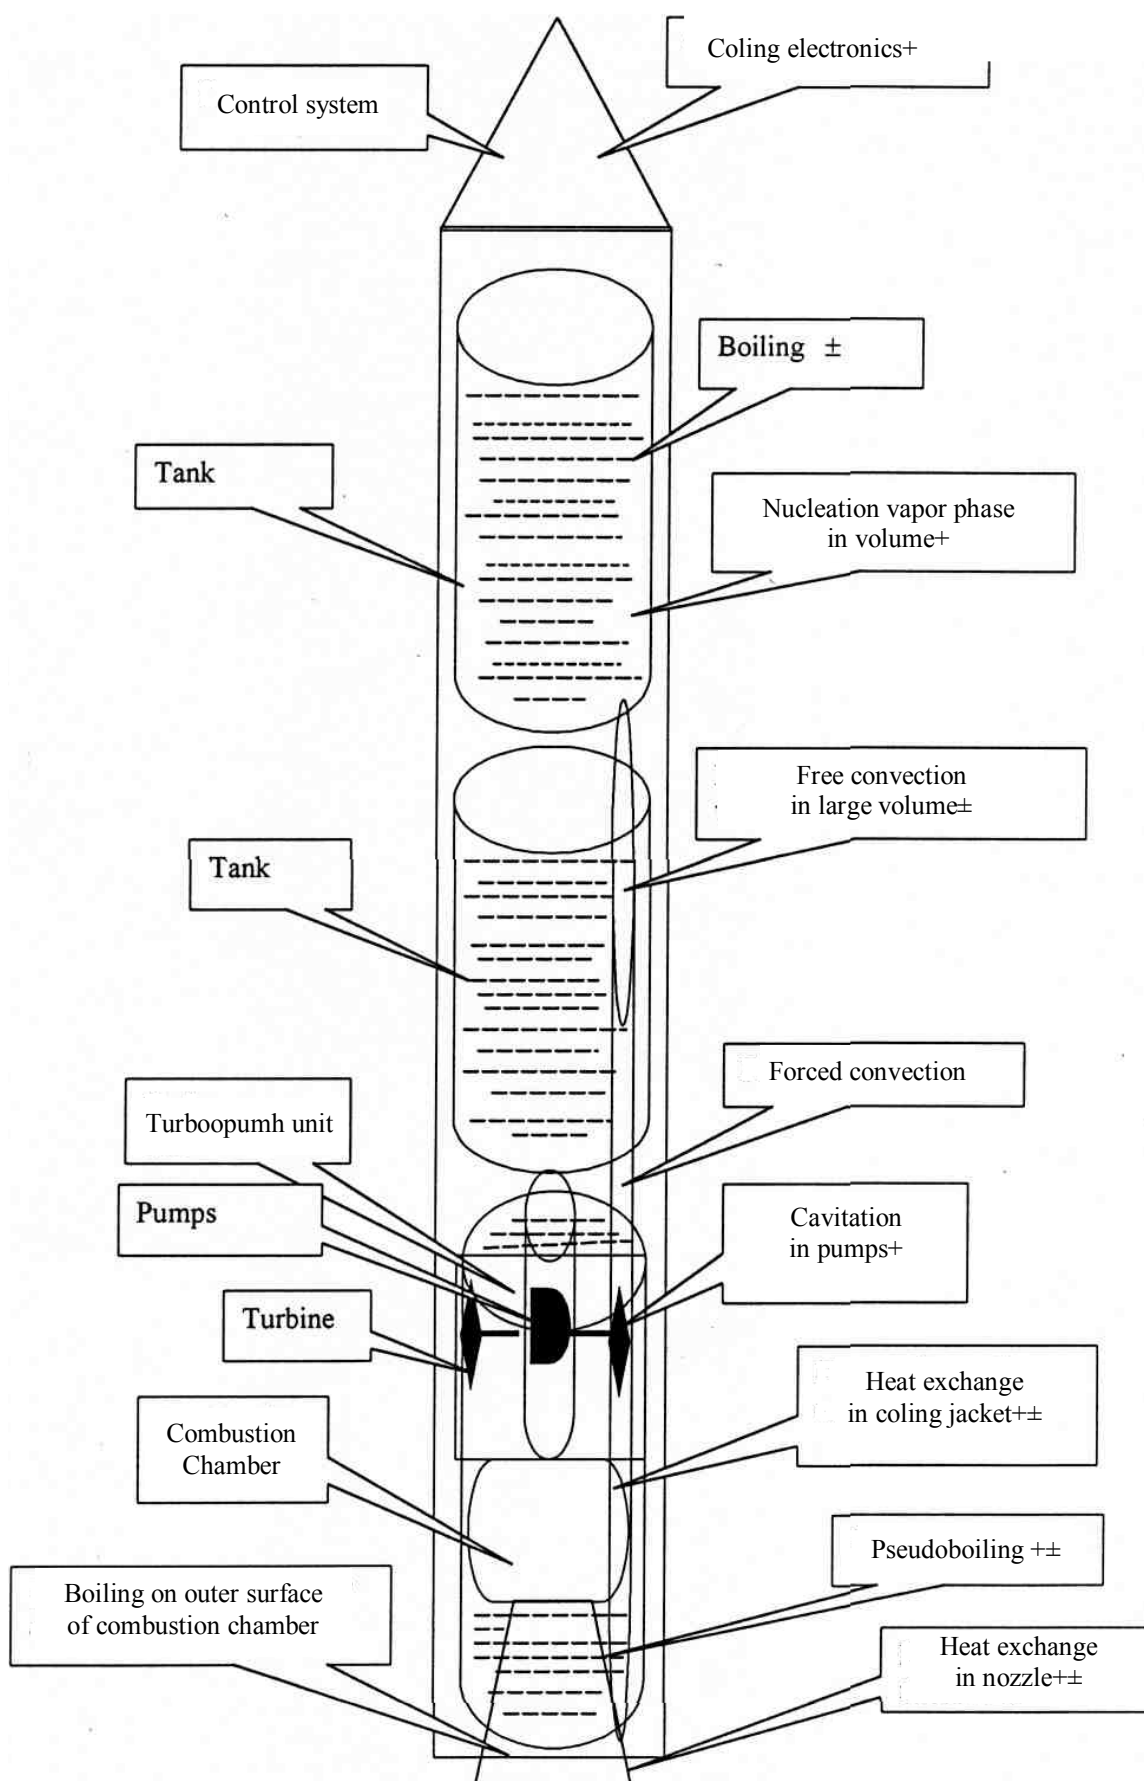 Coling electronics+
Control system
Boiling ±
Tank
Nucleation vapor phase
in volume+
Free convection
in large volume±
Tank
Forced convection
Turboopumh unit
Pumps
Cavitation
in pumps+
Turbine
Heat exchange
in coling jacket+±
Combustion
Chamber
Pseudoboiling +±
Boiling on outer surface
of combustion chamber
Heat exchange
in nozzle+±